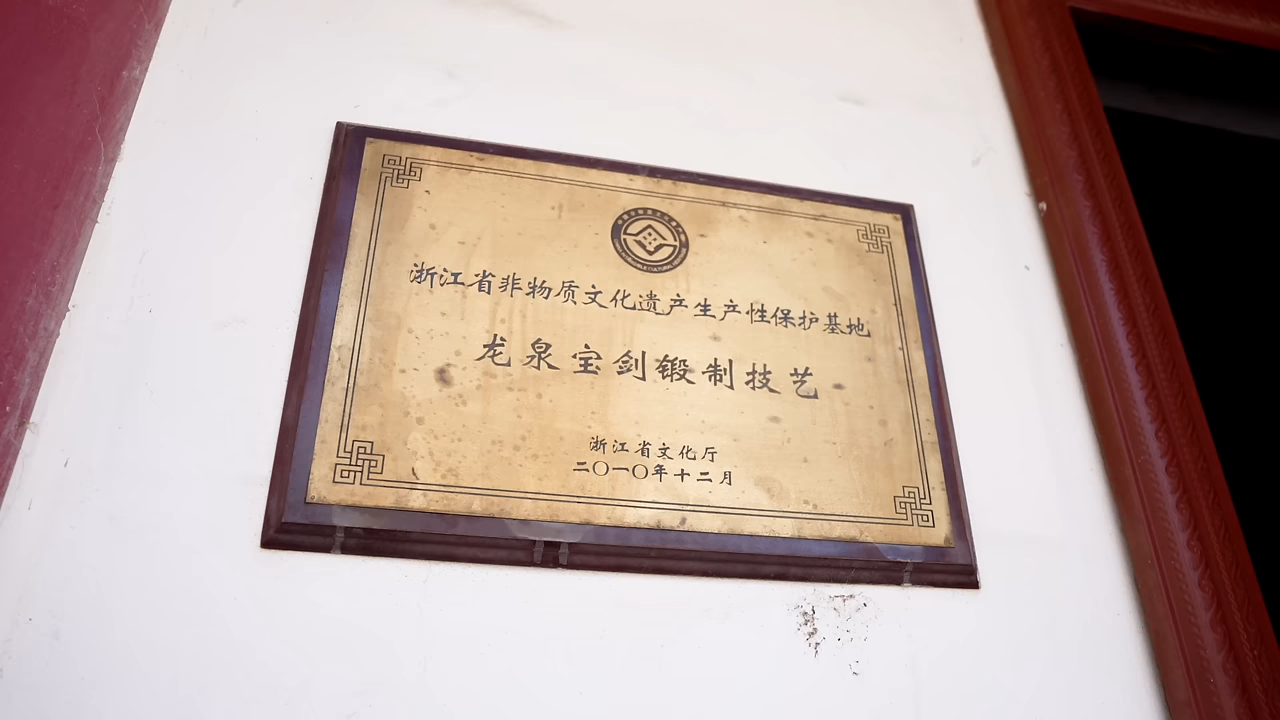 浙江省非物质文化遗产生产性保护基地
龙泉宝剑锻制技艺
浙江省文化厅
二〇一〇年十二月